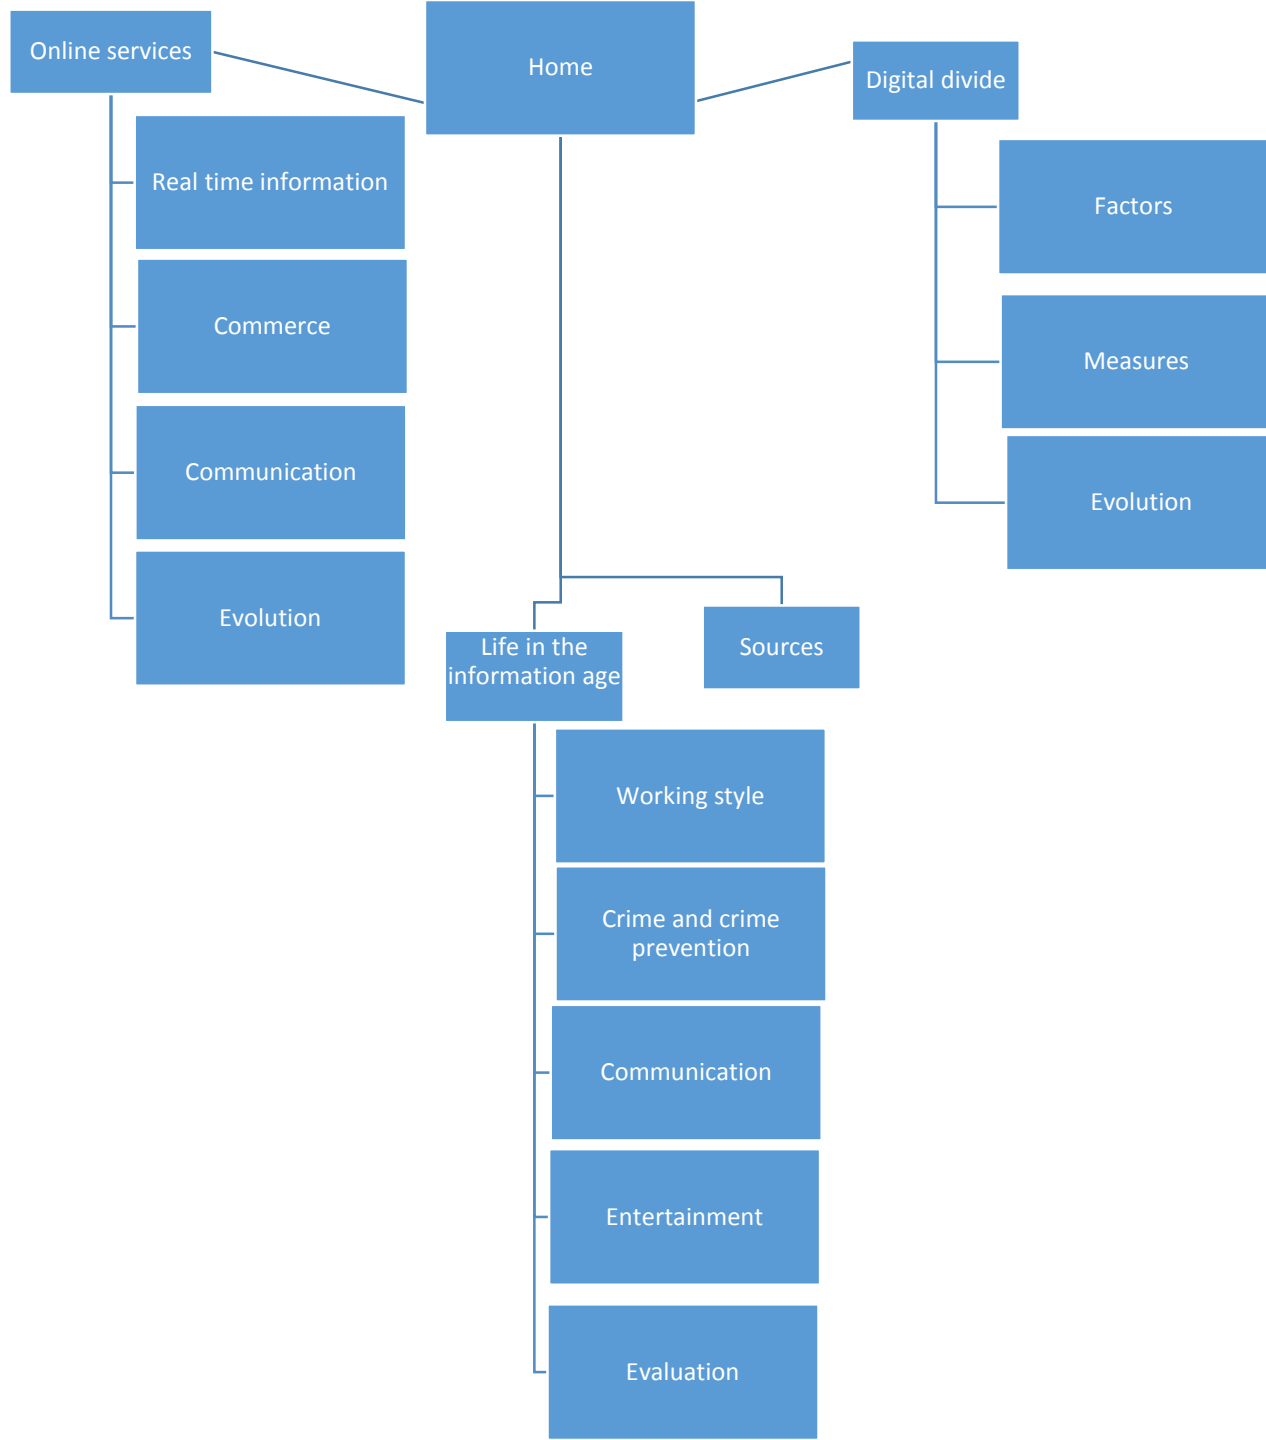 Home
Online services
Real time information
Commerce
Communication
Evolution
Digital divide
Factors
Measures
Evolution
Life in the
information age
Working style
Crime and crime
prevention
Communication
Entertainment
Evaluation
Sources